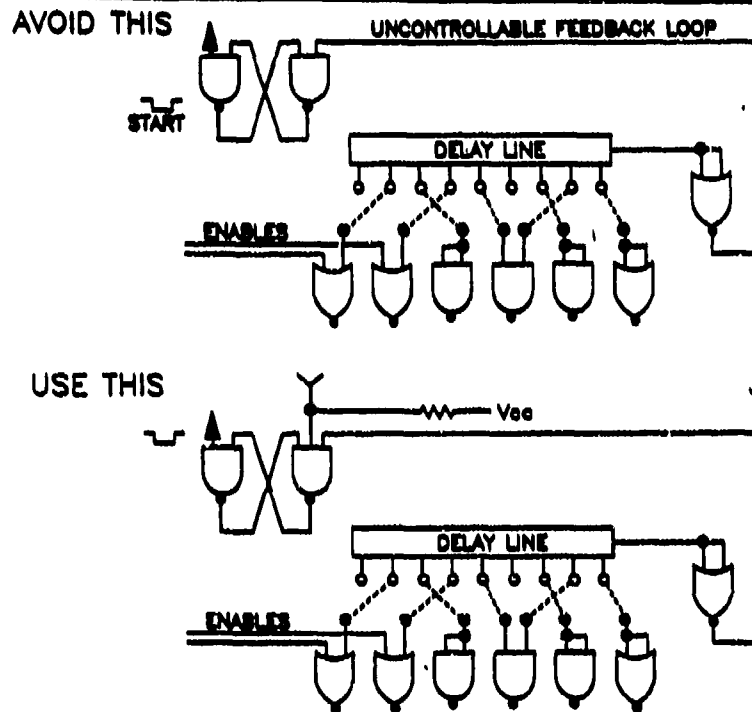 AVOID THIS
UNCONTROLLABLE FEEDBACK LOOP
START
DELAY LINE
ENABLES
USE THIS
Vcc
DELAY LINE
ENABLES